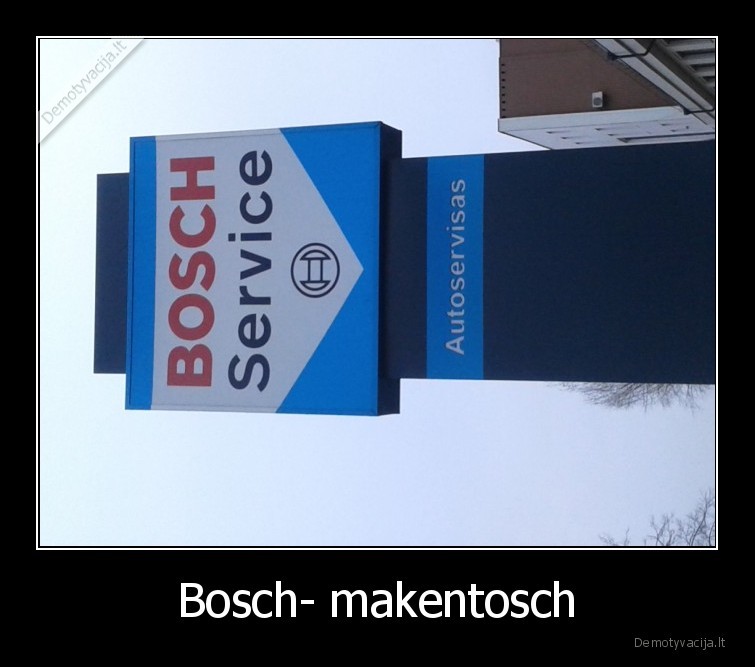 Demotyvacija.lt
BOSCH
Service
Autoservisas
Bosch- makentosch
Demotyvacija.lt